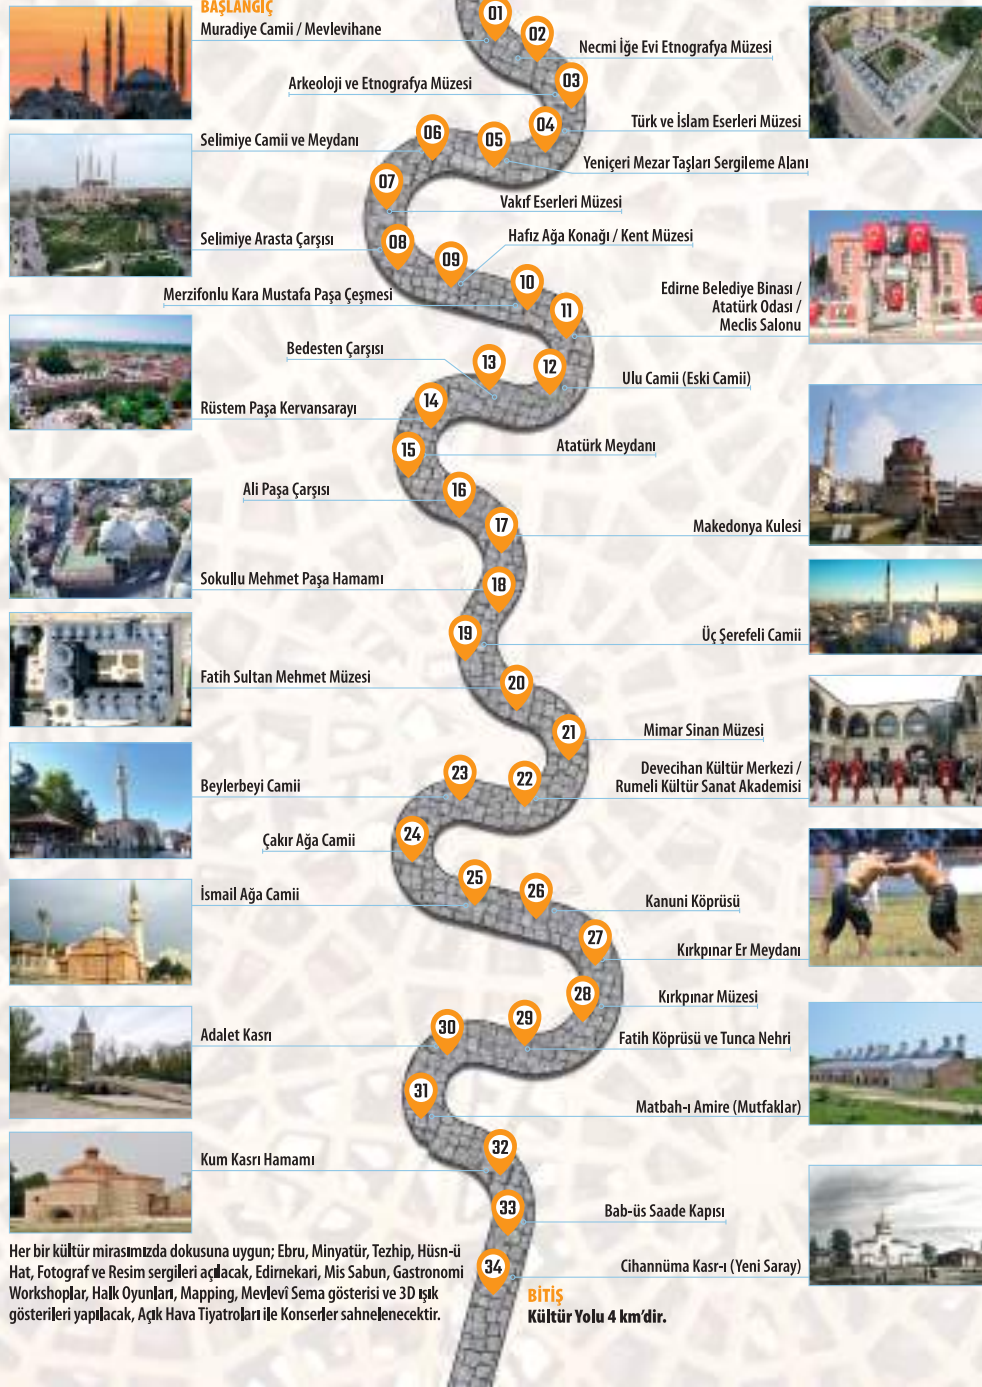 BAŞLANGIÇ
01
Muradiye Camii / Mevlevihane
02
Necmi İğe Evi Etnografya Müzesi
03
Arkeoloji ve Etnografya Müzesi
04
Türk ve İslam Eserleri Müzesi
05
Yeniçeri Mezar Taşları Sergileme Alanı
06
Selimiye Camii ve Meydanı
07
Vakıf Eserleri Müzesi
08
Selimiye Arasta Çarşısı
09
Hafız Ağa Konağı / Kent Müzesi
10
Merzifonlu Kara Mustafa Paşa Çeşmesi
11
Edirne Belediye Binası /
Atatürk Odası /
Meclis Salonu
12
Ulu Camii (Eski Camii)
13
Bedesten Çarşısı
14
Rüstem Paşa Kervansarayı
15
Atatürk Meydanı
16
Ali Paşa Çarşısı
17
Makedonya Kulesi
18
Sokullu Mehmet Paşa Hamamı
19
Üç Şerefeli Camii
20
Fatih Sultan Mehmet Müzesi
21
Mimar Sinan Müzesi
22
Devecihan Kültür Merkezi /
Rumeli Kültür Sanat Akademisi
23
Beylerbeyi Camii
24
Çakır Ağa Camii
25
İsmail Ağa Camii
26
Kanuni Köprüsü
27
Kırkpınar Er Meydanı
28
Kırkpınar Müzesi
29
Fatih Köprüsü ve Tunca Nehri
30
Adalet Kasrı
31
Matbah-ı Amire (Mutfaklar)
32
Kum Kasrı Hamamı
33
Bab-üs Saade Kapısı
34
Cihannüma Kasr-ı (Yeni Saray)
BİTİŞ
Kültür Yolu 4 km'dir.
Her bir kültür mirasımızda dokusuna uygun; Ebru, Minyatür, Tezhip, Hüsn-ü
Hat, Fotograf ve Resim sergileri açılacak, Edirnekari, Mis Sabun, Gastronomi
Workshoplar, Halk Oyunları, Mapping, Mevlevî Sema gösterisi ve 3D ışık
gösterileri yapılacak, Açık Hava Tiyatroları ile Konserler sahnelenecektir.